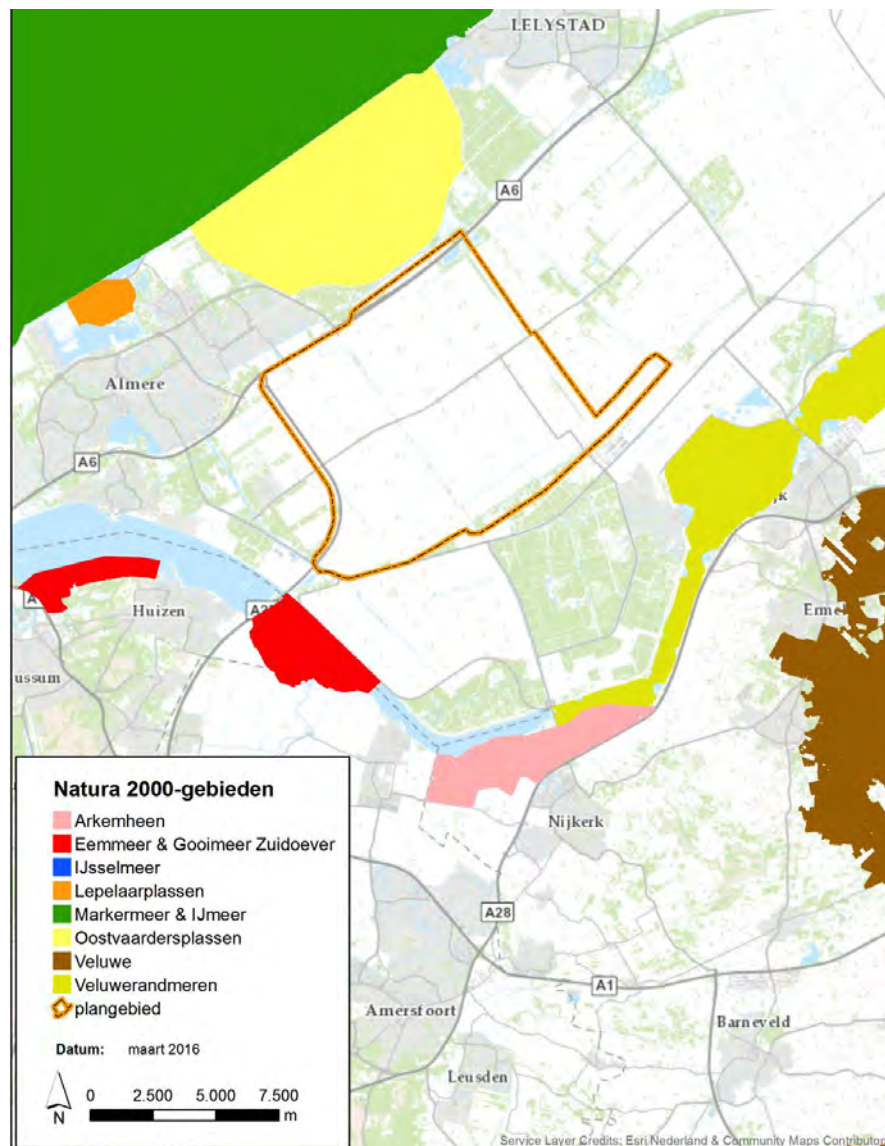 LELYSTAD
A6
Almere
A6
Huizen
ussum
Erme
Natura 2000-gebieden
Arkemheen
Eemmeer & Gooimeer Zuidoever
IJsselmeer
Lepelaarplassen
Markermeer & IJmeer
Oostvaardersplassen
Veluwe
Veluwerandmeren
plangebied
Datum: maart 2016
0 2.500 5.000 7.500
m
N
Nijkerk
A28
A1
Amersfoort
Barneveld
Leusden
Service Layer Credits: Esri Nederland & Community Maps Contributo